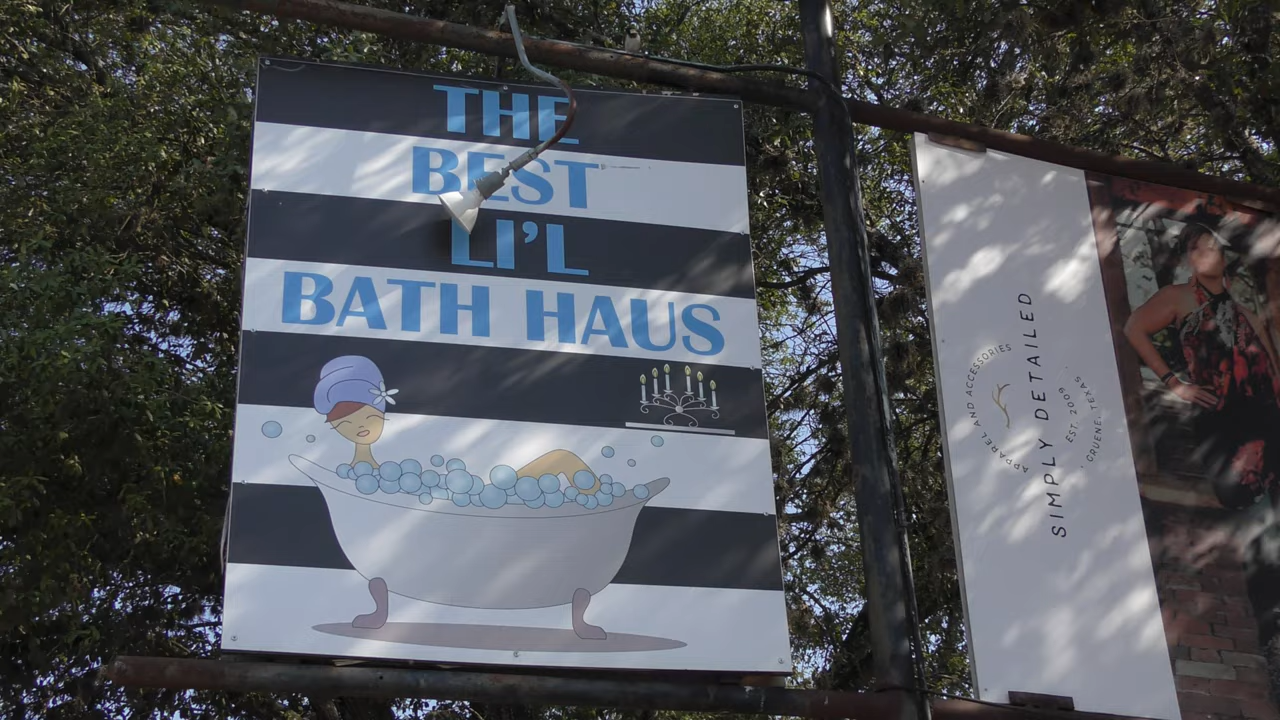 THE
BEST
LI'L
BATH HAUS
APPAREL AND ACCESSORIES
SIMPLY DETAILED
EST. 2009
· GRUENE, TEXAS ·